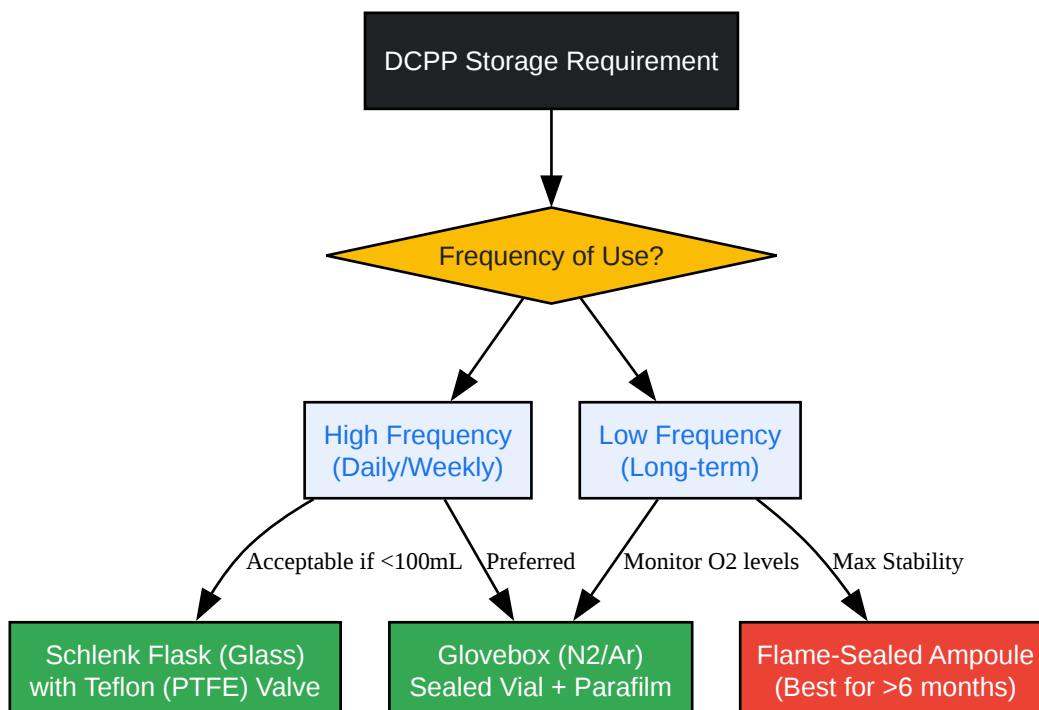 DCPP Storage Requirement
Frequency of Use?
High Frequency
(Daily/Weekly)
Low Frequency
(Long-term)
Acceptable if <100mL
Preferred
Monitor O2 levels
Max Stability
Schlenk Flask (Glass)
with Teflon (PTFE) Valve
Glovebox (N2/Ar)
Sealed Vial + Parafilm
Flame-Sealed Ampoule
(Best for >6 months)